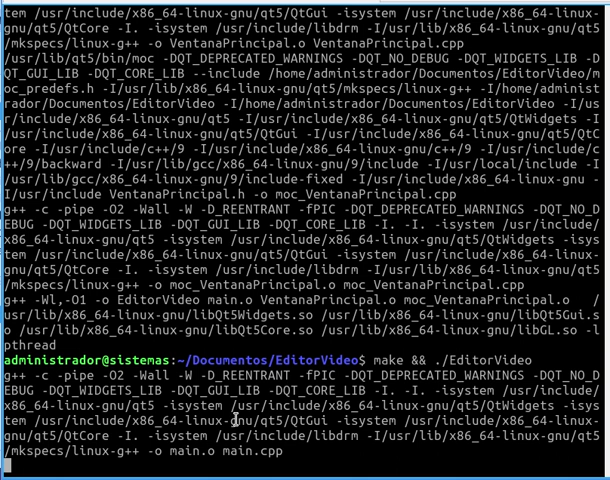 tem /usr/include/x86_64-linux-gnu/qt5/QtGui -isystem /usr/include/x86_64-linux-
gnu/qt5/QtCore -I. -isystem /usr/include/libdrm -I/usr/lib/x86_64-linux-gnu/qt5
/mkspecs/linux-g++ -o VentanaPrincipal.o VentanaPrincipal.cpp
/usr/lib/qt5/bin/moc -DQT_DEPRECATED_WARNINGS -DQT_NO_DEBUG -DQT_WIDGETS_LIB -D
QT_GUI_LIB -DQT_CORE_LIB --include /home/administrador/Documentos/EditorVideo/m
oc_predefs.h -I/usr/lib/x86_64-linux-gnu/qt5/mkspecs/linux-g++ -I/home/administ
rador/Documentos/EditorVideo -I/home/administrador/Documentos/EditorVideo -I/us
r/include/x86_64-linux-gnu/qt5 -I/usr/include/x86_64-linux-gnu/qt5/QtWidgets -I
/usr/include/x86_64-linux-gnu/qt5/QtGui -I/usr/include/x86_64-linux-gnu/qt5/QtC
ore -I/usr/include/c++/9 -I/usr/include/x86_64-linux-gnu/c++/9 -I/usr/include/c
++/9/backward -I/usr/lib/gcc/x86_64-linux-gnu/9/include -I/usr/local/include -I
/usr/lib/gcc/x86_64-linux-gnu/9/include-fixed -I/usr/include/x86_64-linux-gnu -
I/usr/include VentanaPrincipal.h -o moc_VentanaPrincipal.cpp
g++ -c -pipe -O2 -Wall -W -D_REENTRANT -fPIC -DQT_DEPRECATED_WARNINGS -DQT_NO_D
EBUG -DQT_WIDGETS_LIB -DQT_GUI_LIB -DQT_CORE_LIB -I. -I. -isystem /usr/include/
x86_64-linux-gnu/qt5 -isystem /usr/include/x86_64-linux-gnu/qt5/QtWidgets -isys
tem /usr/include/x86_64-linux-gnu/qt5/QtGui -isystem /usr/include/x86_64-linux-
gnu/qt5/QtCore -I. -isystem /usr/include/libdrm -I/usr/lib/x86_64-linux-gnu/qt5
/mkspecs/linux-g++ -o moc_VentanaPrincipal.o moc_VentanaPrincipal.cpp
g++ -Wl,-O1 -o EditorVideo main.o VentanaPrincipal.o moc_VentanaPrincipal.o /
usr/lib/x86_64-linux-gnu/libQt5Widgets.so /usr/lib/x86_64-linux-gnu/libQt5Gui.s
o /usr/lib/x86_64-linux-gnu/libQt5Core.so /usr/lib/x86_64-linux-gnu/libGL.so -l
pthread
administrador@sistemas:~/Documentos/EditorVideo$ make && ./EditorVideo
g++ -c -pipe -O2 -Wall -W -D_REENTRANT -fPIC -DQT_DEPRECATED_WARNINGS -DQT_NO_D
EBUG -DQT_WIDGETS_LIB -DQT_GUI_LIB -DQT_CORE_LIB -I. -I. -isystem /usr/include/
x86_64-linux-gnu/qt5 -isystem /usr/include/x86_64-linux-gnu/qt5/QtWidgets -isys
tem /usr/include/x86_64-linux-gnu/qt5/QtGui -isystem /usr/include/x86_64-linux-
gnu/qt5/QtCore -I. -isystem /usr/include/libdrm -I/usr/lib/x86_64-linux-gnu/qt5
/mkspecs/linux-g++ -o main.o main.cpp